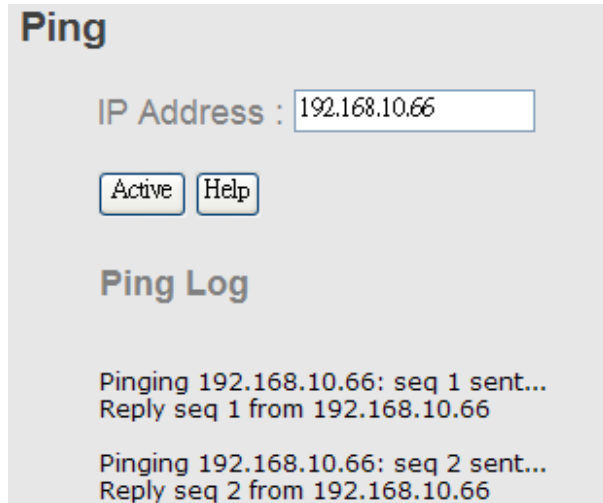 Ping
IP Address : 192.168.10.66
Active Help
Ping Log
Pinging 192.168.10.66: seq 1 sent...
Reply seq 1 from 192.168.10.66
Pinging 192.168.10.66: seq 2 sent...
Reply seq 2 from 192.168.10.66